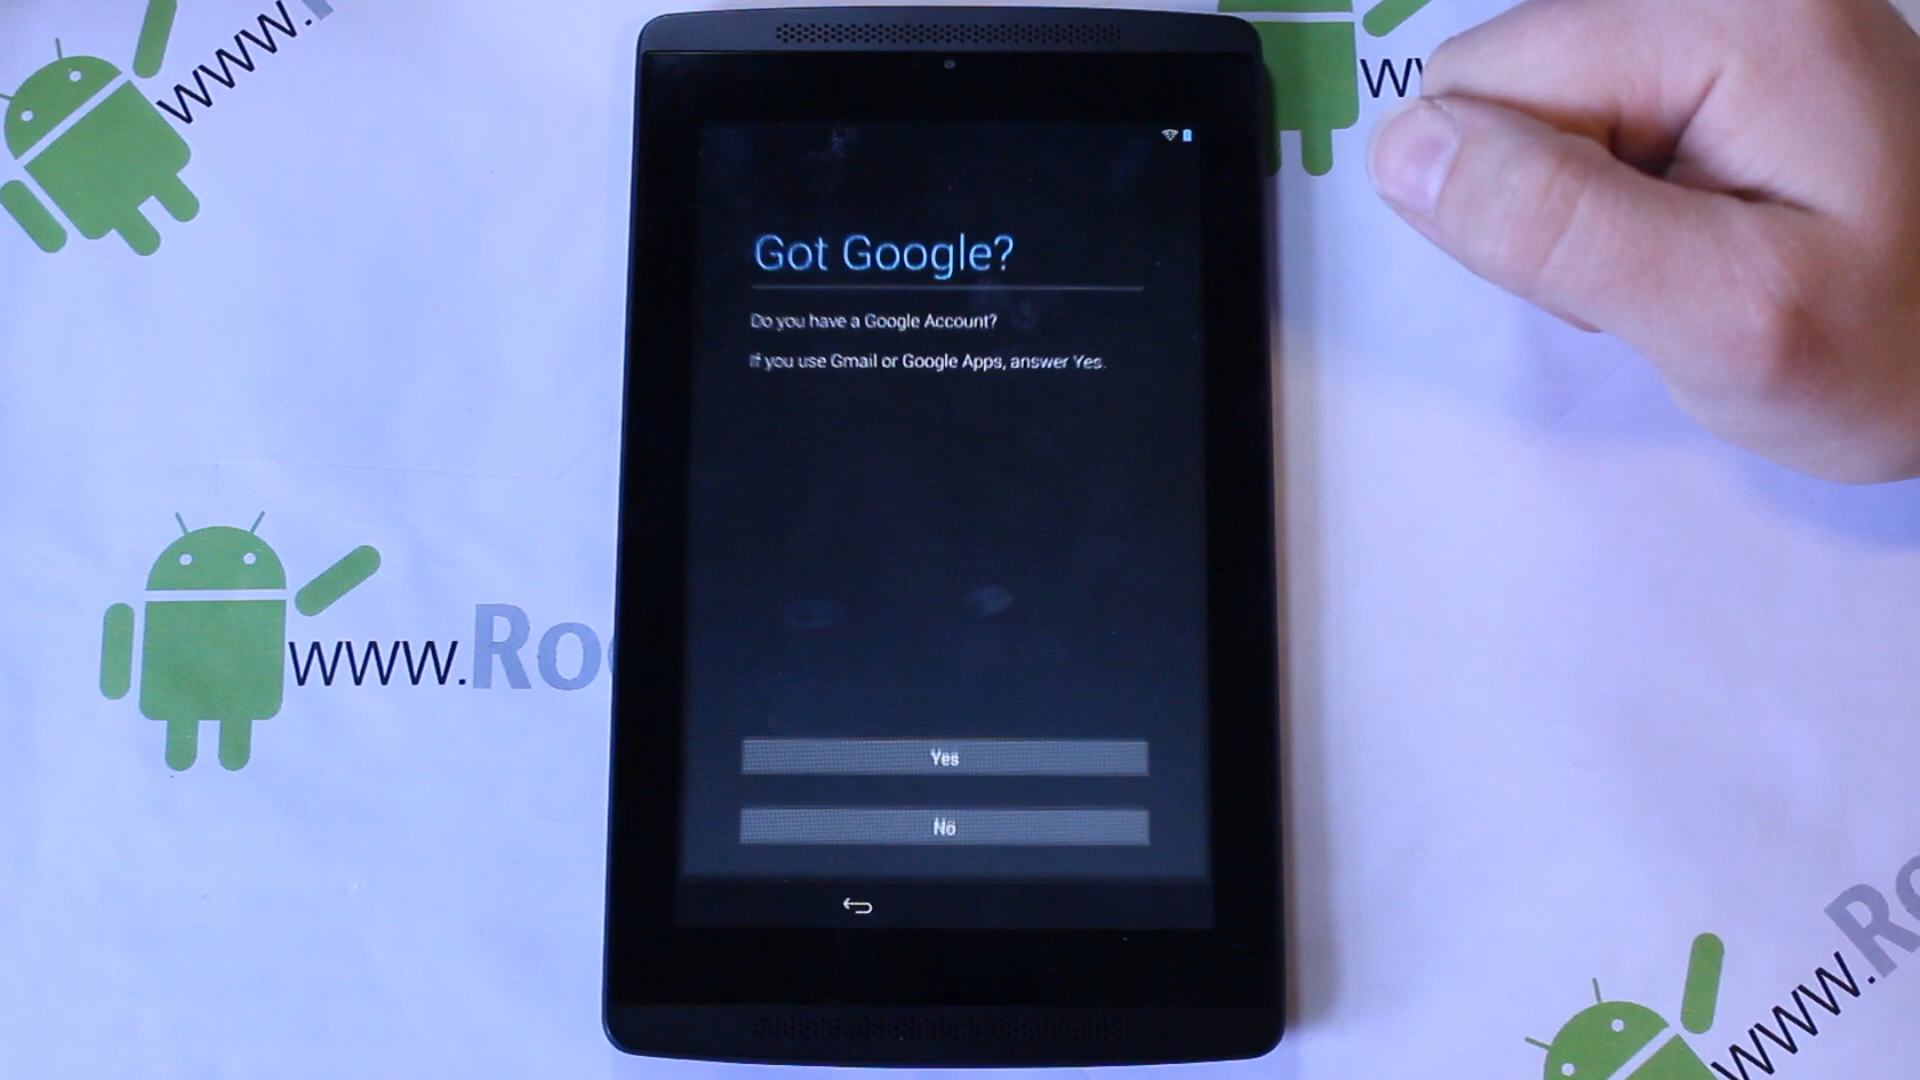 www.
w
Got Google?
Do you have a Google Account?
If you use Gmail or Google Apps, answer Yes.
www.Ro
Yes
No
www.Ro